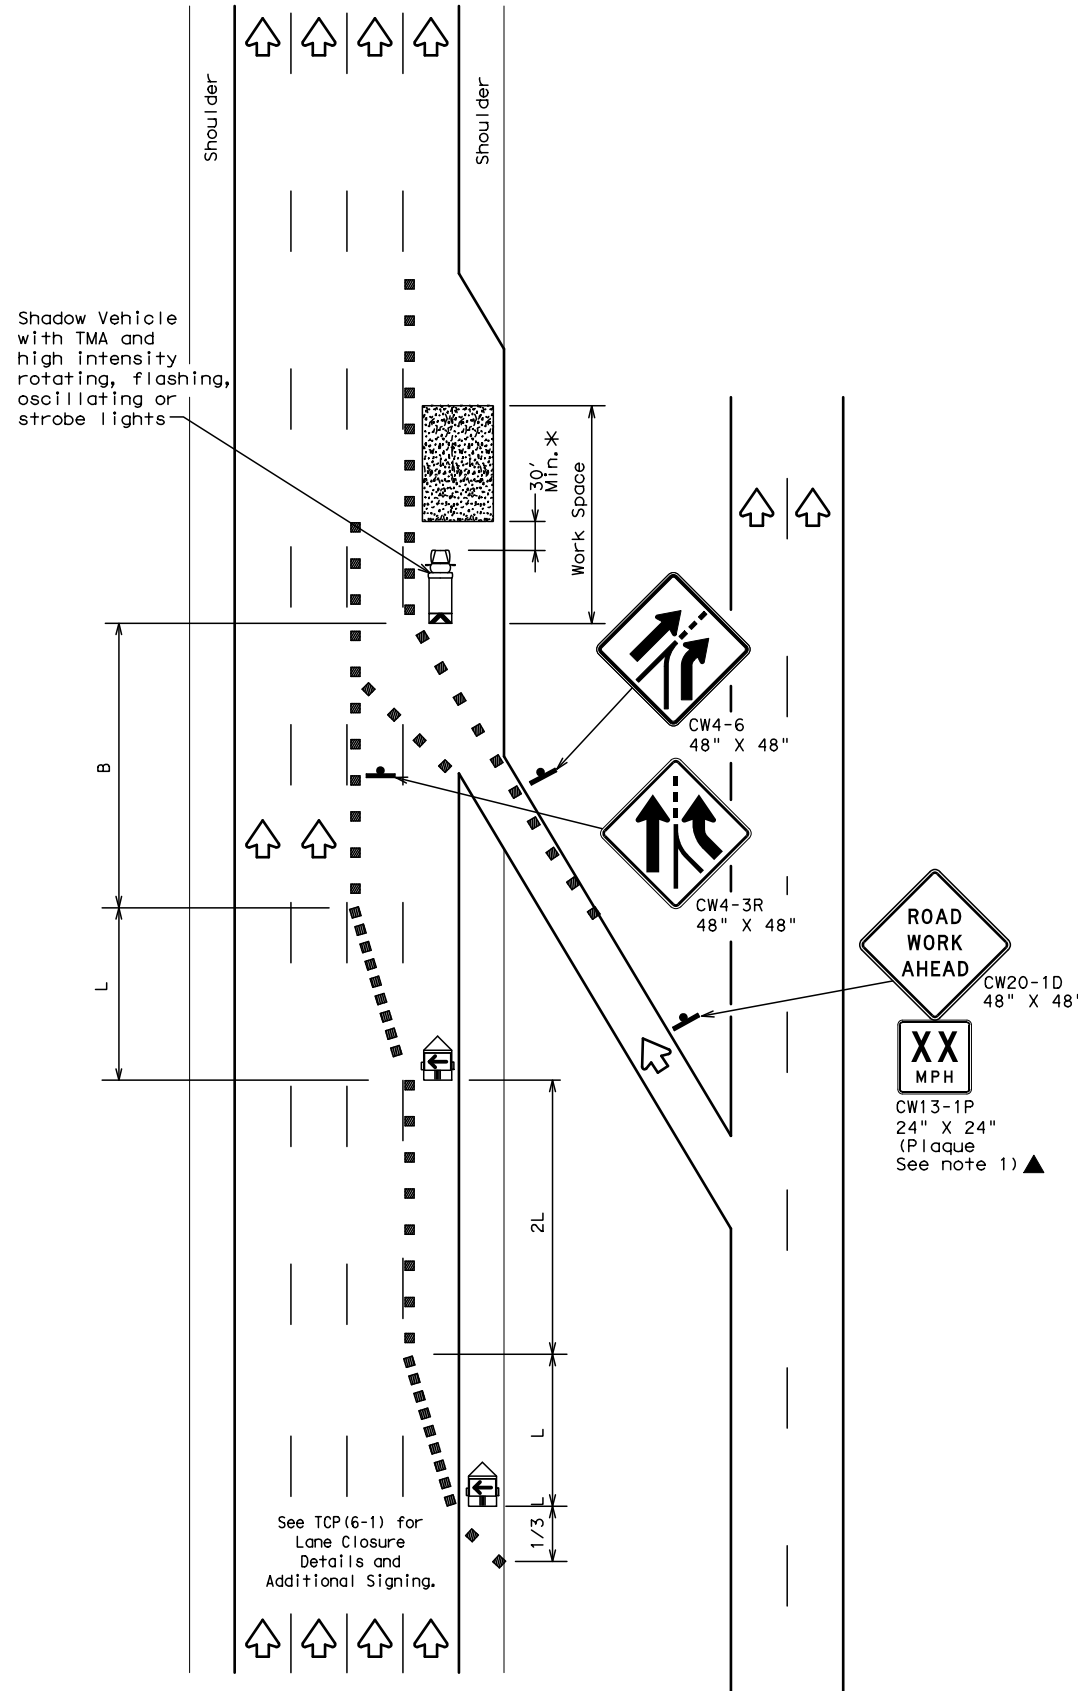 Shoulder
Shoulder
Shadow Vehicle
with TMA and
high intensity
rotating, flashing,
oscillating or
strobe lights
30'
Min.*
Work Space
CW4-6
48" X 48"
B
CW4-3R
48" X 48"
ROAD
WORK
AHEAD
CW20-1D
48" X 48"
L
XX
MPH
CW13-1P
24" X 24"
(Plaque
See note 1)▲
2L
L
1/3 L
See TCP(6-1) for
Lane Closure
Details and
Additional Signing.